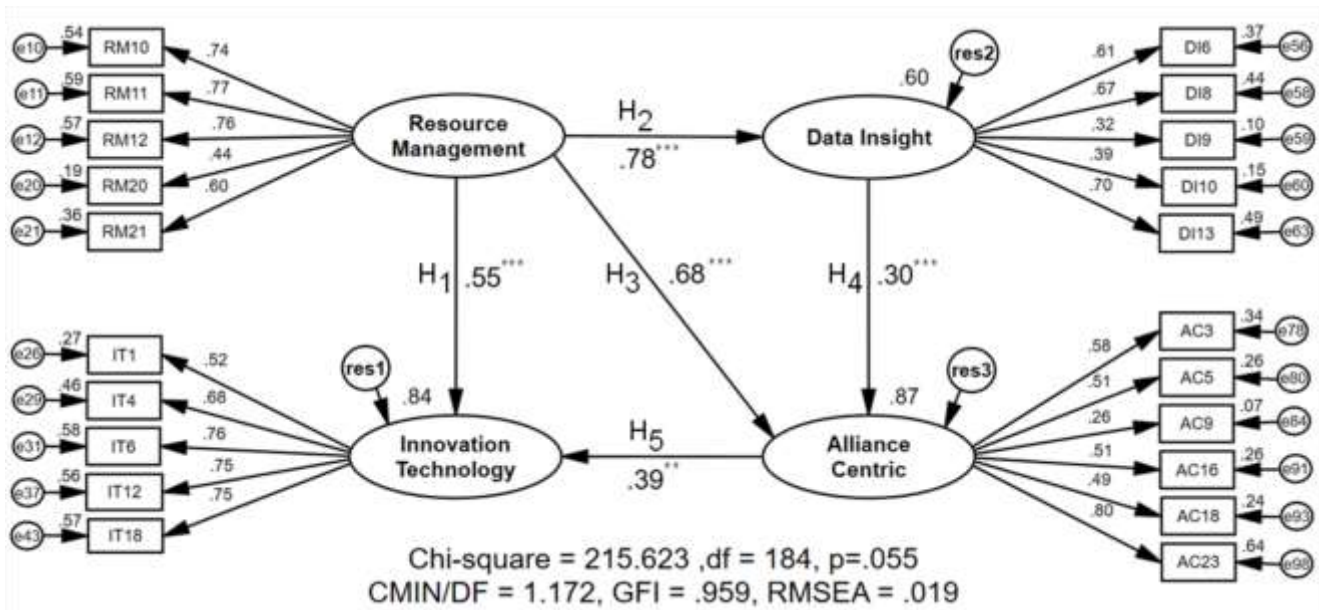 e10 .54 RM10 .74
e11 .59 RM11 .77
e12 .57 RM12 .76
e20 .19 RM20 .44
e21 .36 RM21 .60
Resource
Management
H2
.78***
res2
.60
Data Insight
.61 DI6 .37 e56
.67 DI8 .44 e58
.32 DI9 .10 e59
.39 DI10 .15 e60
.70 DI13 .49 e63
H1 .55***
H3 .68***
H4 .30***
e26 .27 IT1 .52
e29 .46 IT4 .68
e31 .58 IT6 .76
e37 .56 IT12 .75
e43 .57 IT18 .75
res1
.84
Innovation
Technology
H5
.39**
res3
.87
Alliance
Centric
.58 AC3 .34 e78
.51 AC5 .26 e80
.26 AC9 .07 e84
.51 AC16 .26 e91
.49 AC18 .24 e93
.80 AC23 .64 e98
Chi-square = 215.623 ,df = 184, p=.055
CMIN/DF = 1.172, GFI = .959, RMSEA = .019